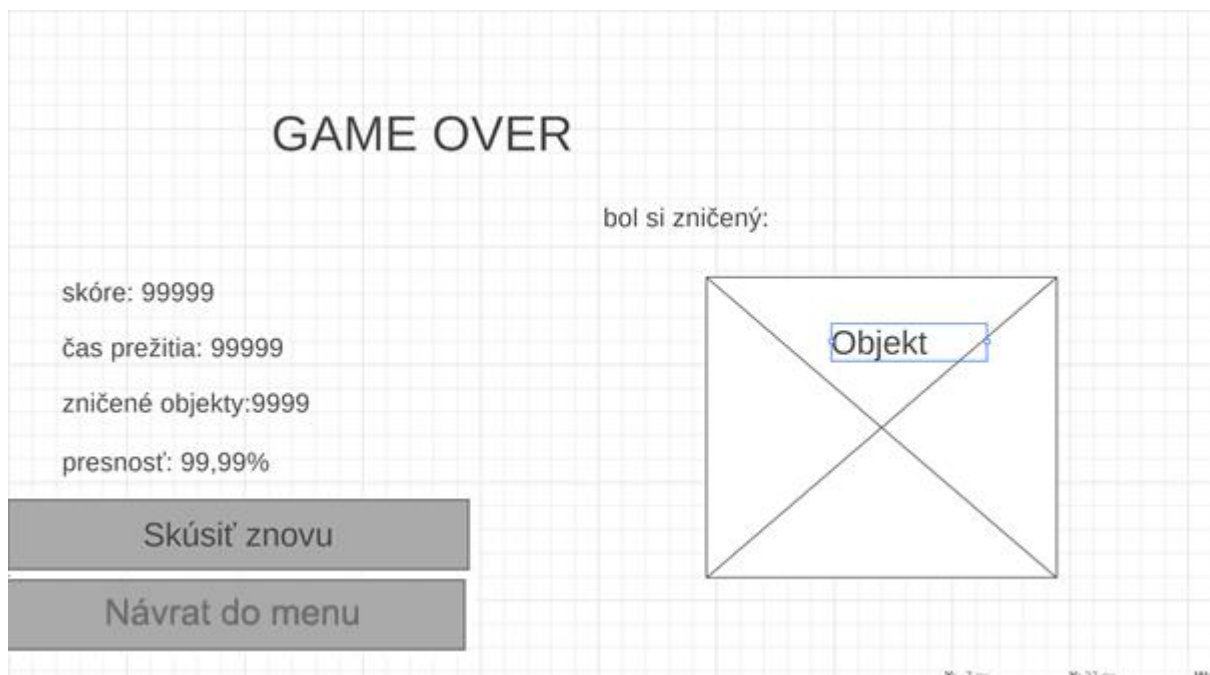 GAME OVER
bol si zničený:
skóre: 99999
čas prežitia: 99999
zničené objekty:9999
presnosť: 99,99%
Objekt
Skúsiť znovu
Návrat do menu